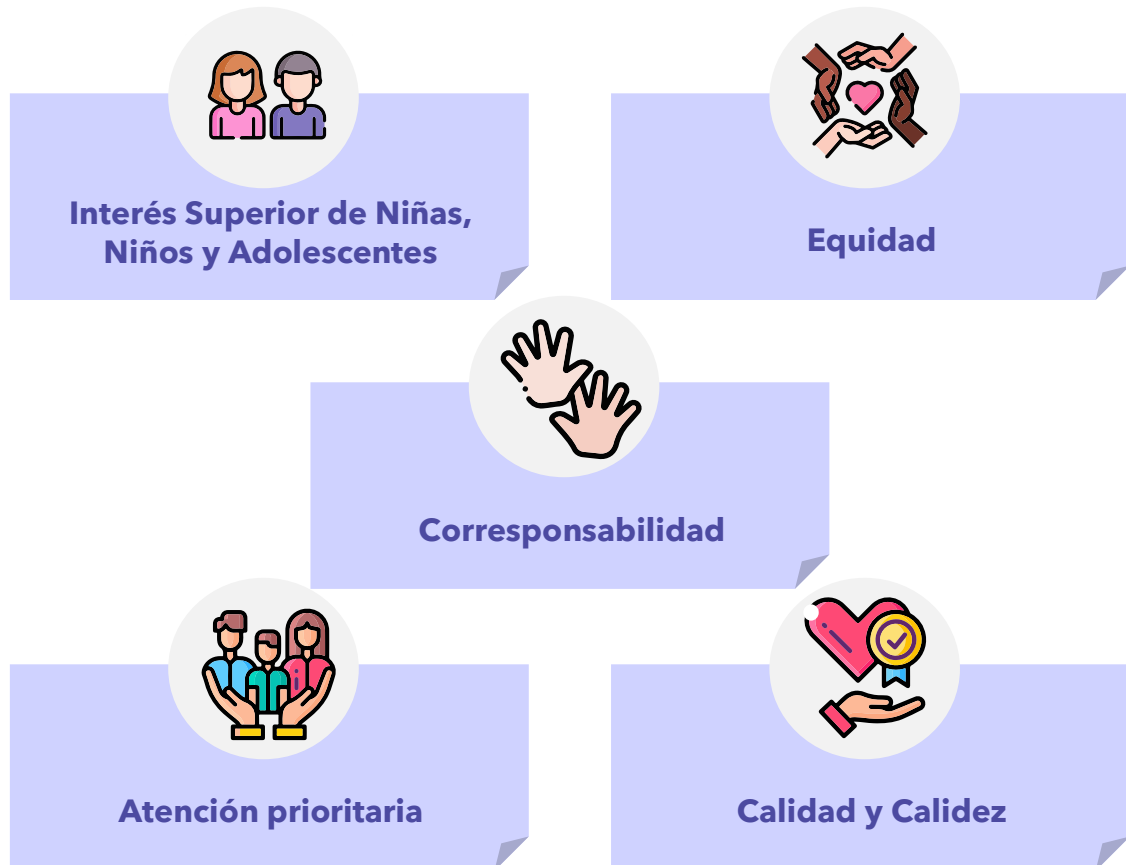 Interés Superior de Niñas,
Niños y Adolescentes
Equidad
Corresponsabilidad
Atención prioritaria
Calidad y Calidez